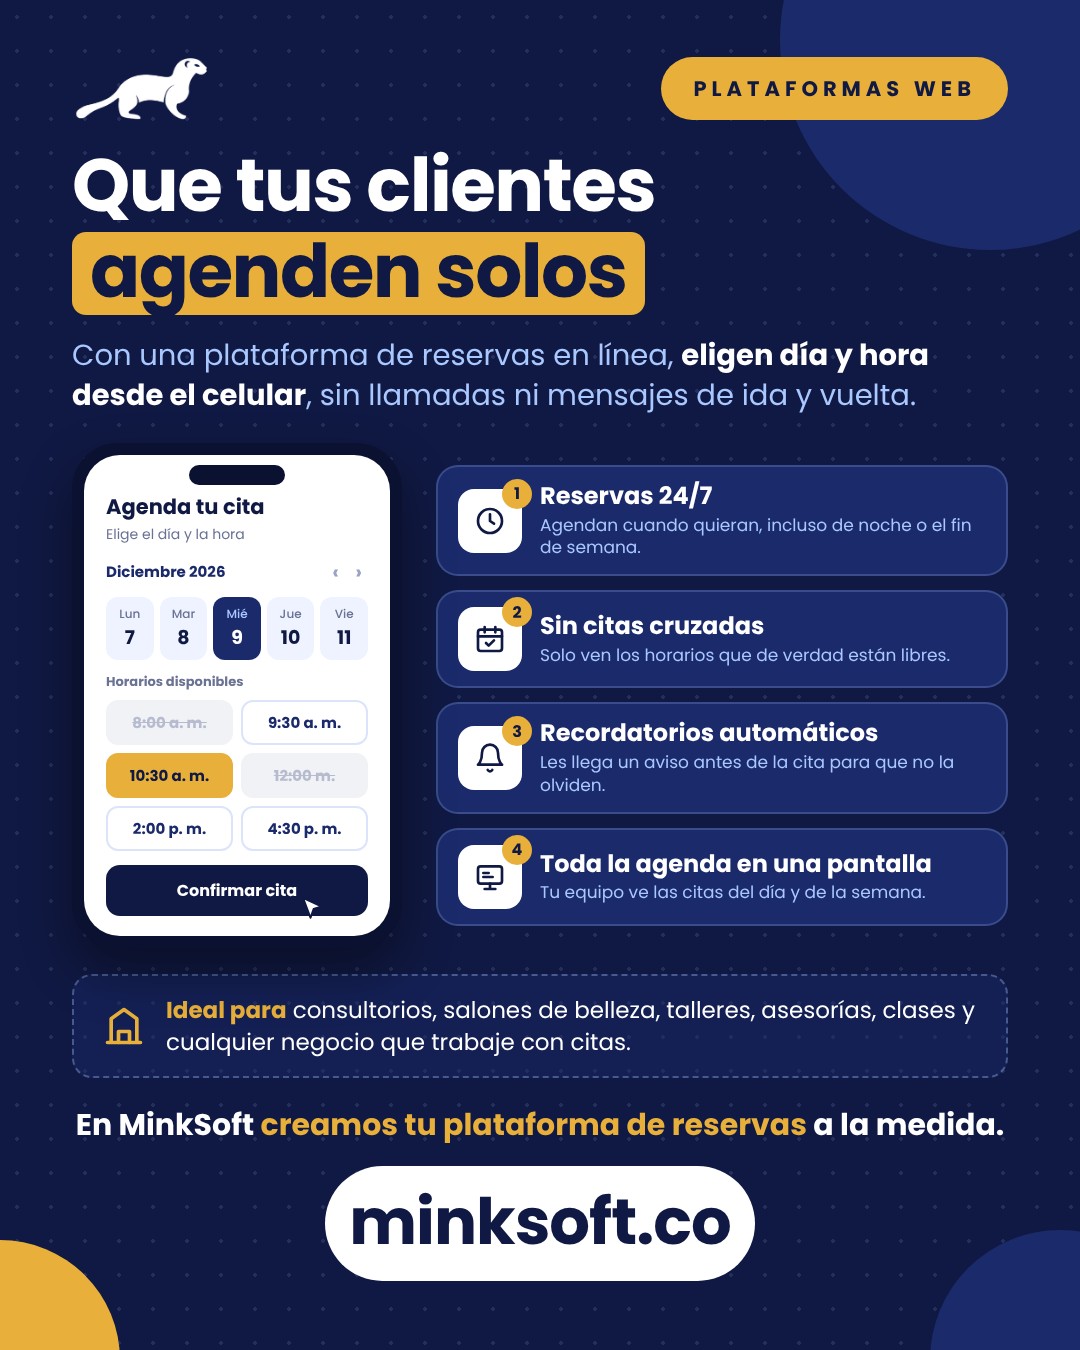 PLATAFORMAS WEB
Que tus clientes
agenden solos
Con una plataforma de reservas en línea, eligen día y hora
desde el celular, sin llamadas ni mensajes de ida y vuelta.
Agenda tu cita
Elige el día y la hora
Diciembre 2026 ‹ ›
Lun Mar Mié Jue Vie
7 8 9 10 11
Horarios disponibles
8:00 a. m. 9:30 a. m.
10:30 a. m. 12:00 m.
2:00 p. m. 4:30 p. m.
Confirmar cita
1 Reservas 24/7
Agendan cuando quieran, incluso de noche o el fin
de semana.
2 Sin citas cruzadas
Solo ven los horarios que de verdad están libres.
3 Recordatorios automáticos
Les llega un aviso antes de la cita para que no la
olviden.
4 Toda la agenda en una pantalla
Tu equipo ve las citas del día y de la semana.
Ideal para consultorios, salones de belleza, talleres, asesorías, clases y
cualquier negocio que trabaje con citas.
En MinkSoft creamos tu plataforma de reservas a la medida.
minksoft.co